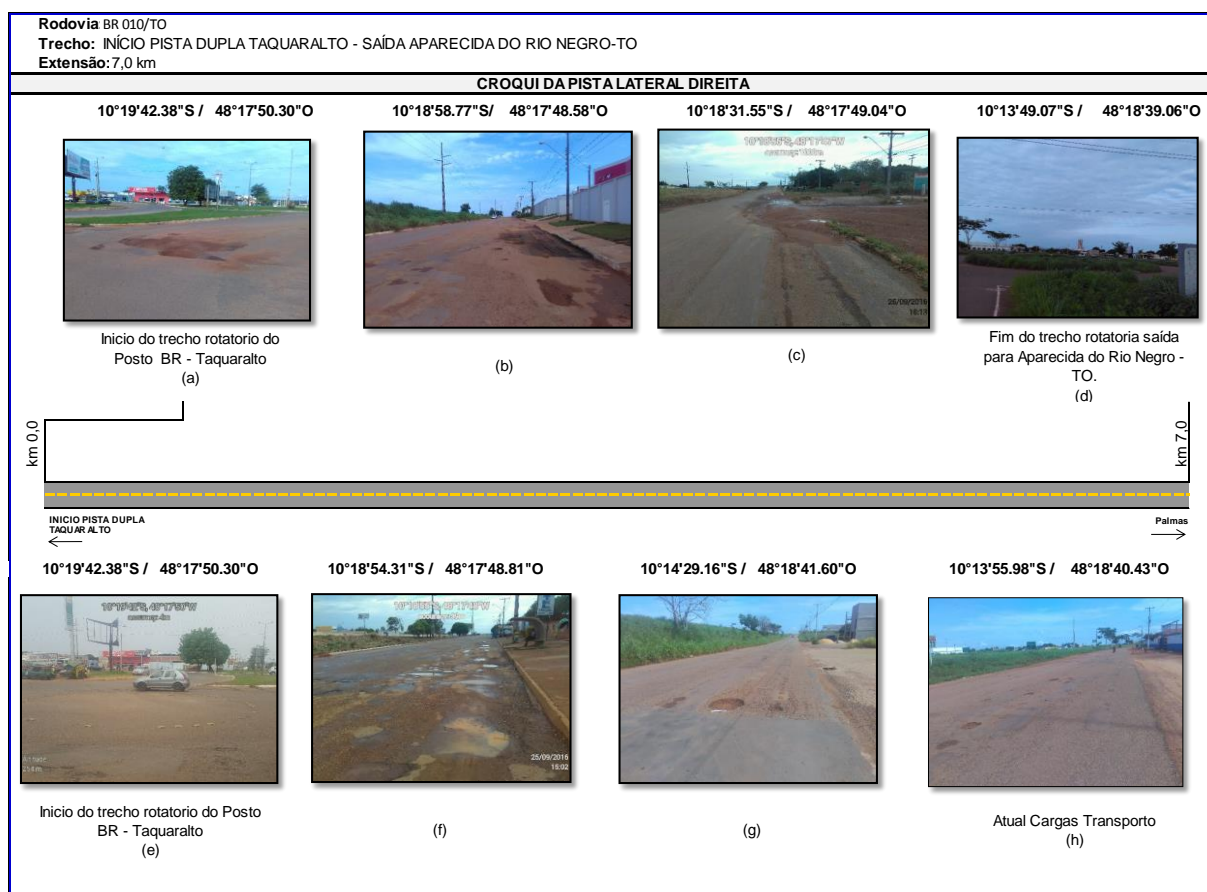 Rodovia: BR 010/TO
Trecho: INÍCIO PISTA DUPLA TAQUARALTO - SAÍDA APARECIDA DO RIO NEGRO-TO
Extensão: 7,0 km
CROQUI DA PISTA LATERAL DIREITA
10°19'42.38"S / 48°17'50.30"O
10°18'58.77"S/ 48°17'48.58"O
10°18'31.55"S / 48°17'49.04"O
10°13'49.07"S / 48°18'39.06"O
Inicio do trecho rotatorio do
Posto BR - Taquaralto
(a)
(b)
(c)
Fim do trecho rotatoria saída
para Aparecida do Rio Negro -
TO.
(d)
km 0,0
km 7,0
INICIO PISTA DUPLA
TAQUARALTO
Palmas
10°19'42.38"S / 48°17'50.30"O
10°18'54.31"S / 48°17'48.81"O
10°14'29.16"S / 48°18'41.60"O
10°13'55.98"S / 48°18'40.43"O
25/09/2016
Inicio do trecho rotatorio do Posto
BR - Taquaralto
(e)
(f)
(g)
Atual Cargas Transporto
(h)